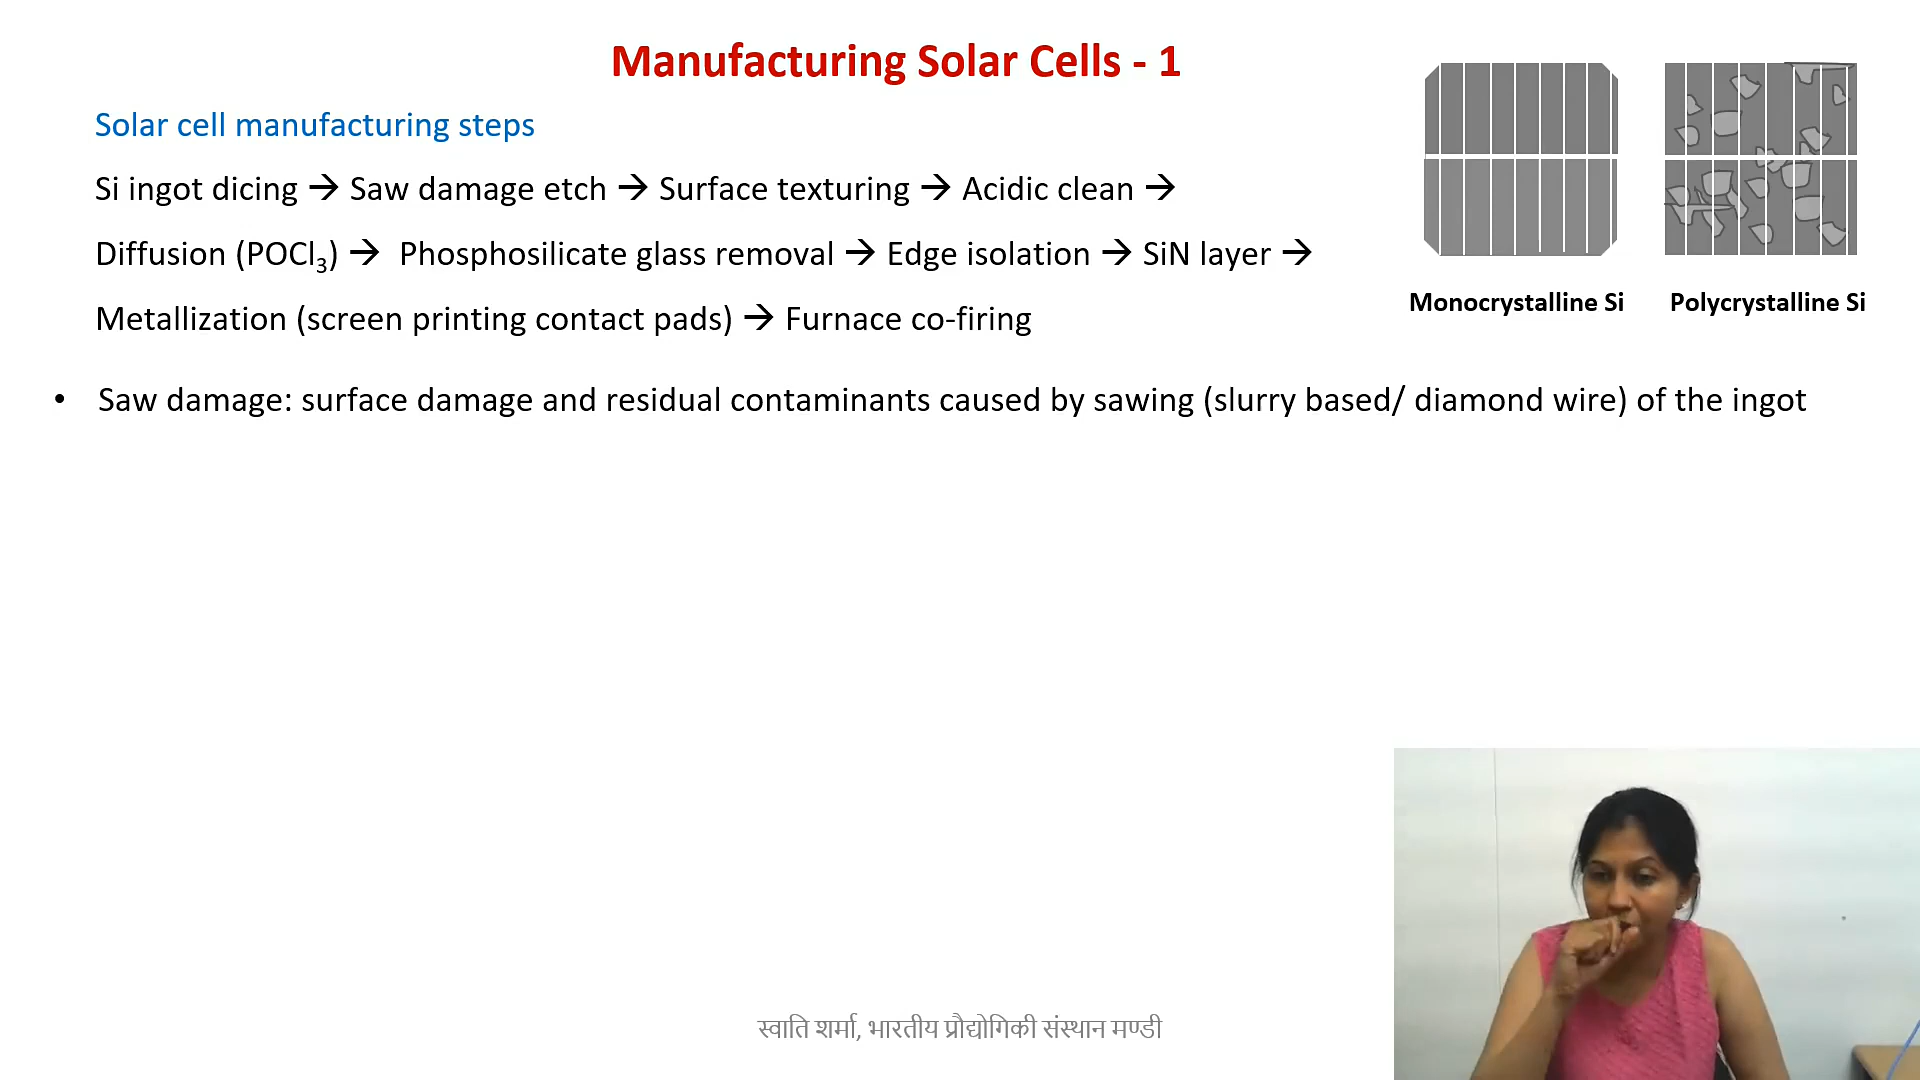 Manufacturing Solar Cells - 1
Solar cell manufacturing steps
Si ingot dicing → Saw damage etch → Surface texturing → Acidic clean →
Diffusion (POCl₃) → Phosphosilicate glass removal → Edge isolation → SiN layer →
Metallization (screen printing contact pads) → Furnace co-firing
Monocrystalline Si
Polycrystalline Si
• Saw damage: surface damage and residual contaminants caused by sawing (slurry based/ diamond wire) of the ingot
स्वाति शर्मा, भारतीय प्रौद्योगिकी संस्थान मण्डी